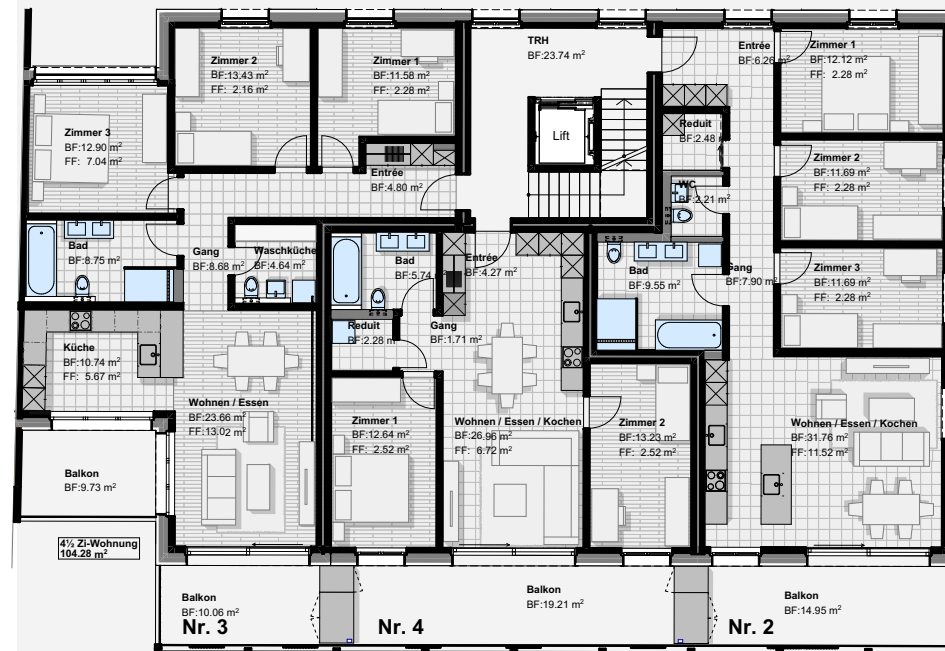 TRH
BF:23.74 m²
Lift
Zimmer 2
BF:13.43 m²
FF: 2.16 m²
Zimmer 1
BF:11.58 m²
FF: 2.28 m²
Entrée
BF:6.26 m²
Zimmer 1
BF:12.12 m²
FF: 2.28 m²
Zimmer 3
BF:12.90 m²
FF: 7.04 m²
Reduit
BF:2.48 m²
Entrée
BF:4.80 m²
Zimmer 2
BF:11.69 m²
FF: 2.28 m²
WC
BF:2.21 m²
Bad
BF:8.75 m²
Gang
BF:8.68 m²
Waschküche
BF:4.64 m²
Bad
BF:5.74 m²
Entrée
BF:4.27 m²
Bad
BF:9.55 m²
Gang
BF:7.90 m²
Zimmer 3
BF:11.69 m²
FF: 2.28 m²
Reduit
BF:2.28 m²
Gang
BF:1.71 m²
Küche
BF:10.74 m²
FF: 5.67 m²
Wohnen / Essen
BF:23.66 m²
FF:13.02 m²
Zimmer 1
BF:12.64 m²
FF: 2.52 m²
Wohnen / Essen / Kochen
BF:26.96 m²
FF: 6.72 m²
Zimmer 2
BF:13.23 m²
FF: 2.52 m²
Wohnen / Essen / Kochen
BF:31.76 m²
FF:11.52 m²
Balkon
BF:9.73 m²
4½ Zi-Wohnung
104.28 m²
Balkon
BF:10.06 m²
Nr. 3
Nr. 4
Balkon
BF:19.21 m²
Nr. 2
Balkon
BF:14.95 m²